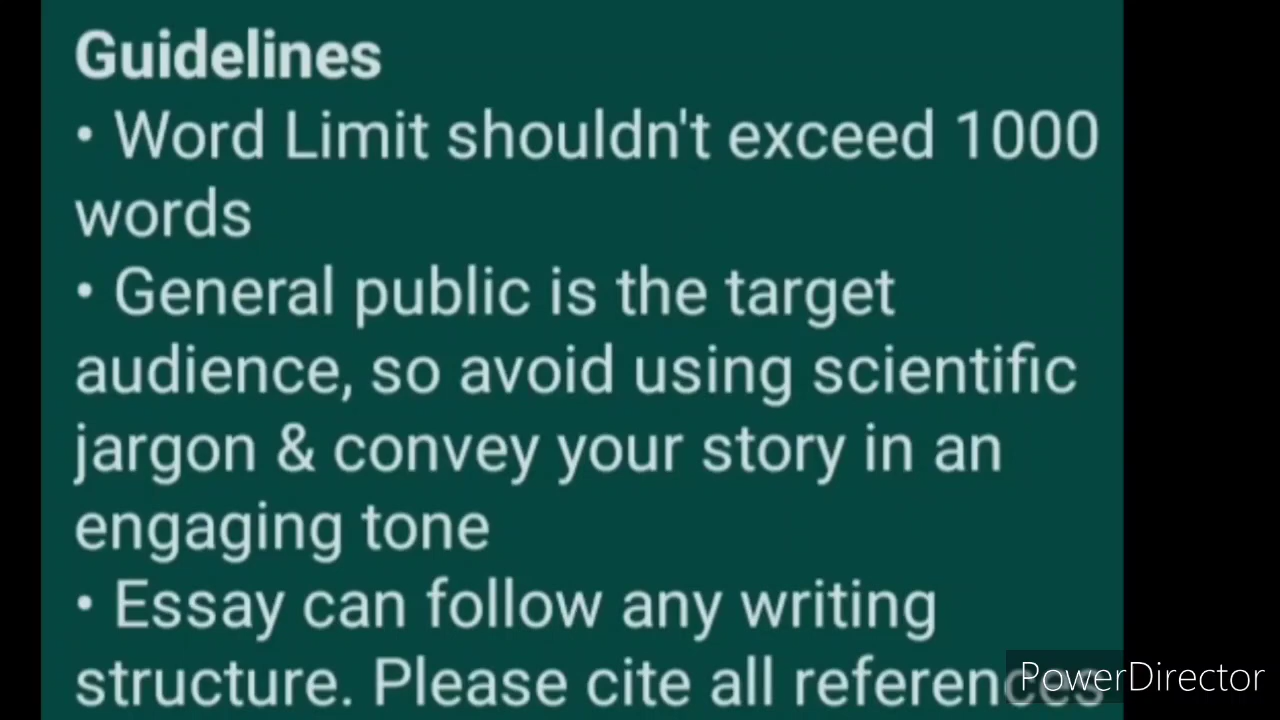 Guidelines
• Word Limit shouldn't exceed 1000
words
• General public is the target
audience, so avoid using scientific
jargon & convey your story in an
engaging tone
• Essay can follow any writing
structure. Please cite all references
PowerDirector